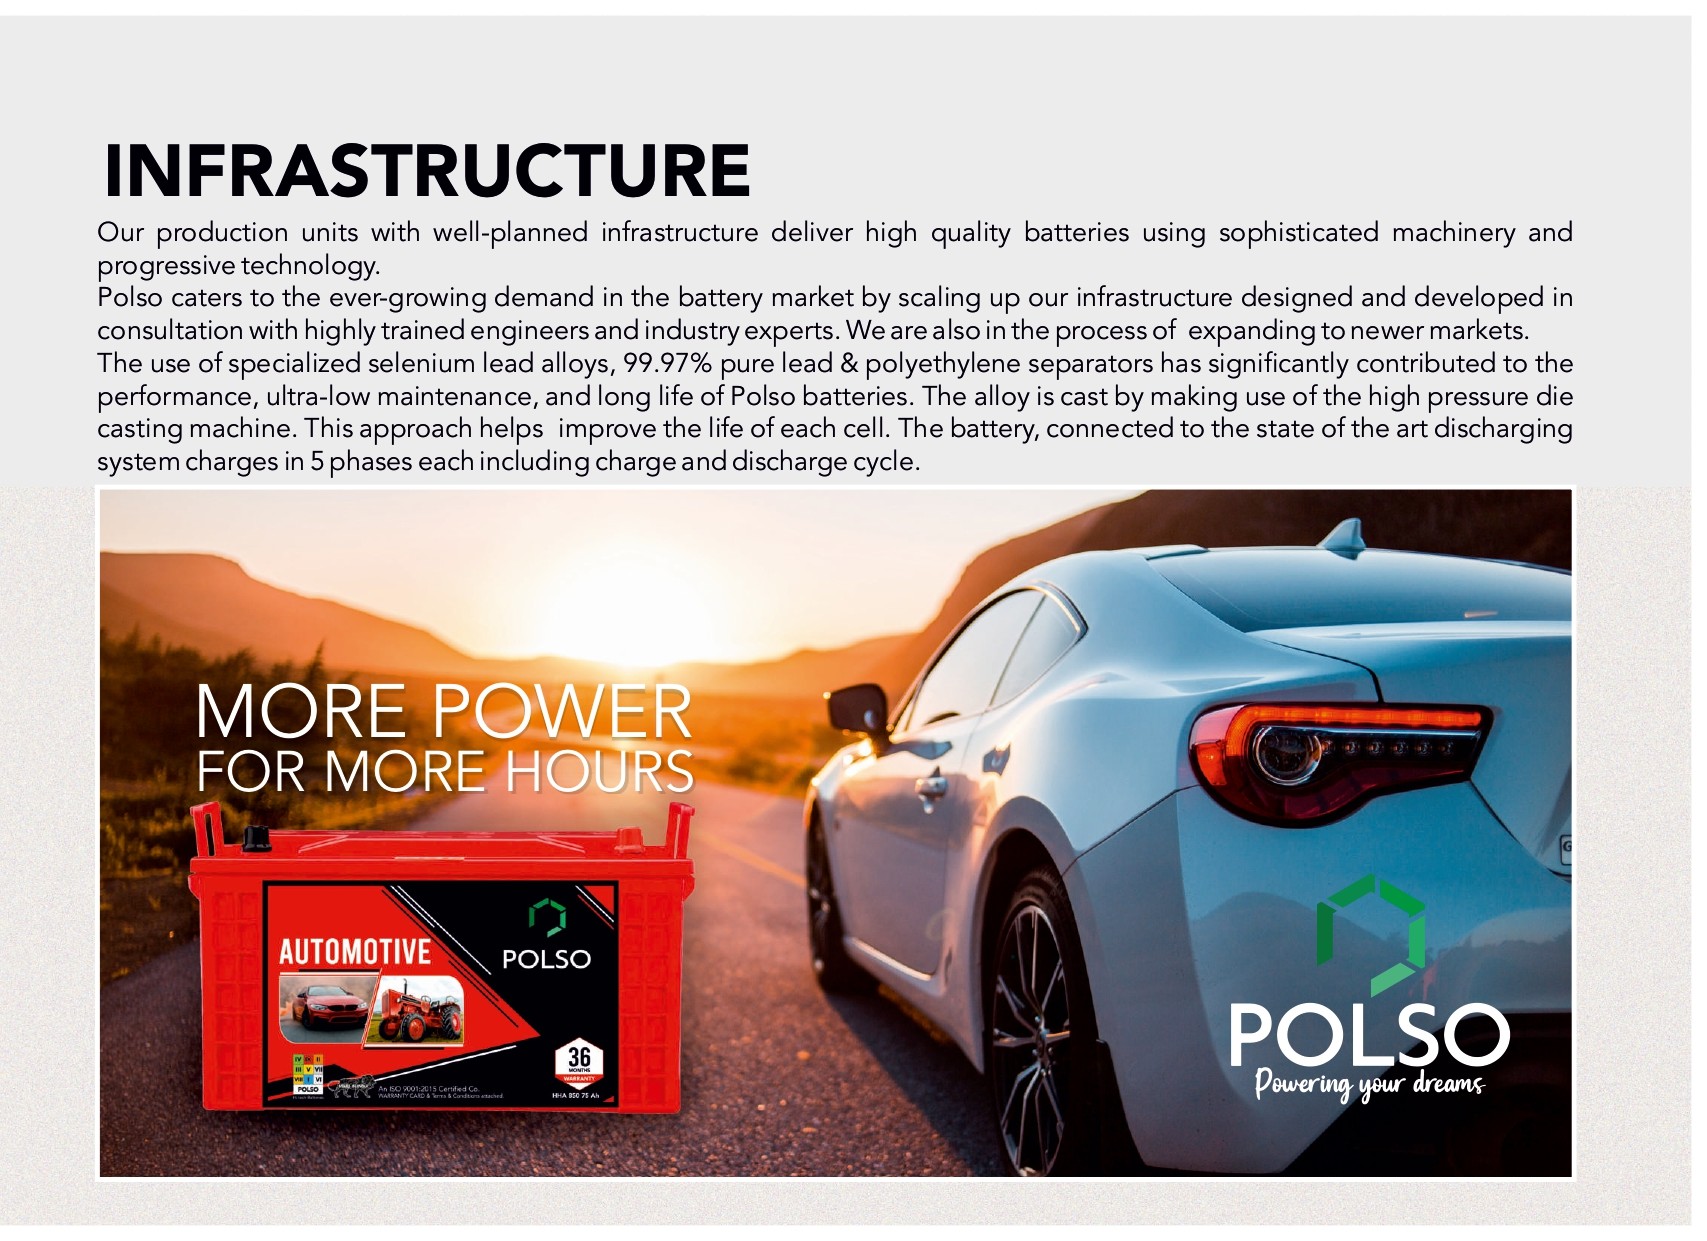 INFRASTRUCTURE
Our production units with well-planned infrastructure deliver high quality batteries using sophisticated machinery and
progressive technology.
Polso caters to the ever-growing demand in the battery market by scaling up our infrastructure designed and developed in
consultation with highly trained engineers and industry experts. We are also in the process of expanding to newer markets.
The use of specialized selenium lead alloys, 99.97% pure lead & polyethylene separators has significantly contributed to the
performance, ultra-low maintenance, and long life of Polso batteries. The alloy is cast by making use of the high pressure die
casting machine. This approach helps improve the life of each cell. The battery, connected to the state of the art discharging
system charges in 5 phases each including charge and discharge cycle.
MORE POWER
FOR MORE HOURS
POLSO
AUTOMOTIVE
36
MONTHS
WARRANTY
IV
II
III V VII
VIII I VI
POLSO
An ISO 9001:2015 Certified Co.
WARRANTY CARD & Terms & Conditions attached.
HHA 850 75 Ah
POLSO
Powering your dreams